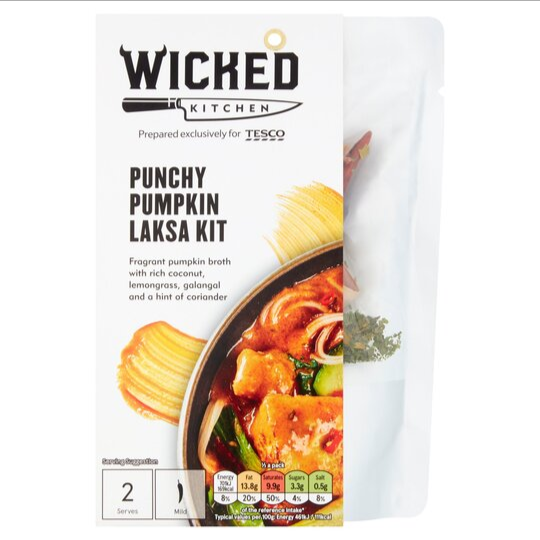 WICKED
KITCHEN
Prepared exclusively for TESCO
PUNCHY
PUMPKIN
LAKSA KIT
Fragrant pumpkin broth
with rich coconut,
lemongrass, galangal
and a hint of coriander
Serving Suggestion
2
Serves
Mild
½ a pack
Energy Fat Saturates Sugars Salt
13.8g 9.9g 3.3g 0.5g
8% 20% 50% 4% 8%
of the reference intake*
Typical values per 100g: Energy 461kJ / 111kcal